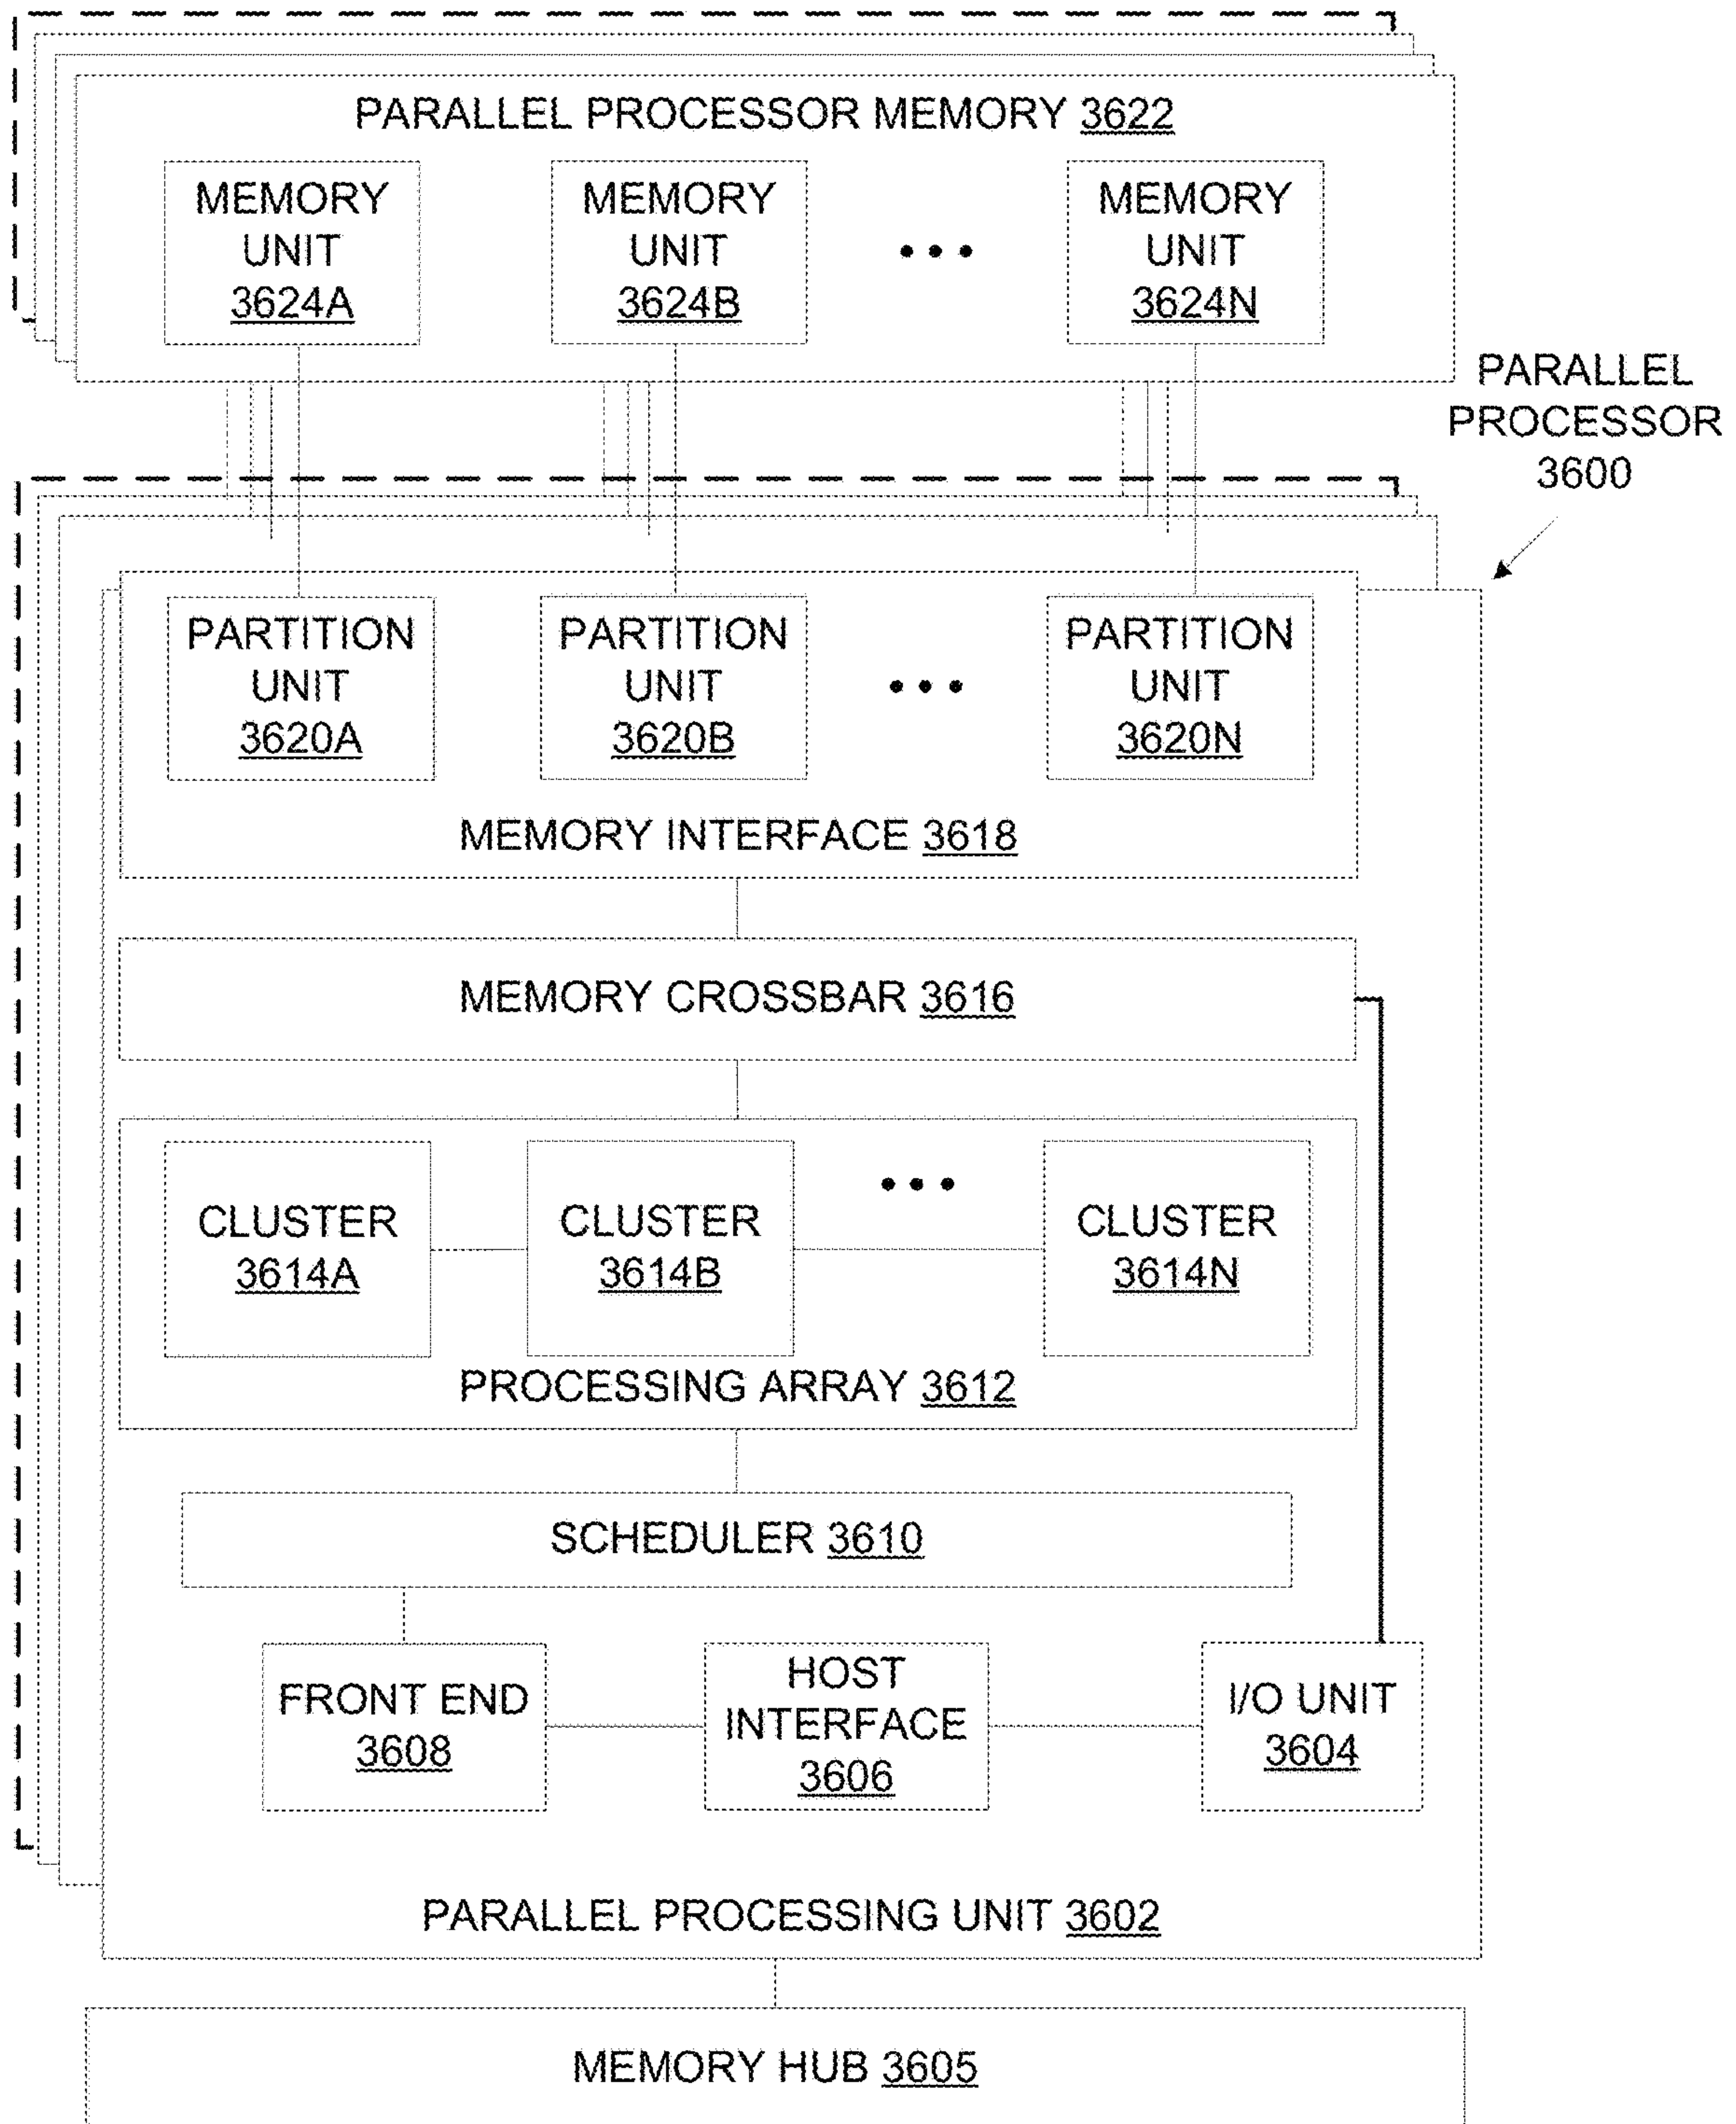 PARALLEL PROCESSOR MEMORY 3622
MEMORY
UNIT
3624A
MEMORY
UNIT
3624B
• • •
MEMORY
UNIT
3624N
PARALLEL
PROCESSOR
3600
PARTITION
UNIT
3620A
PARTITION
UNIT
3620B
• • •
PARTITION
UNIT
3620N
MEMORY INTERFACE 3618
MEMORY CROSSBAR 3616
CLUSTER
3614A
CLUSTER
3614B
• • •
CLUSTER
3614N
PROCESSING ARRAY 3612
SCHEDULER 3610
FRONT END
3608
HOST
INTERFACE
3606
I/O UNIT
3604
PARALLEL PROCESSING UNIT 3602
MEMORY HUB 3605